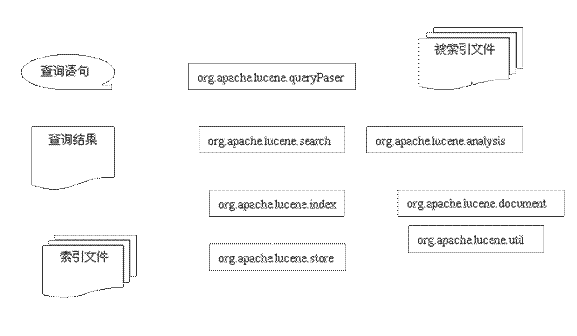 被索引文件
查询语句
org.apache.lucene.queryPaser
查询结果
org.apache.lucene.search
org.apache.lucene.analysis
org.apache.lucene.index
org.apache.lucene.document
org.apache.lucene.util
索引文件
org.apache.lucene.store